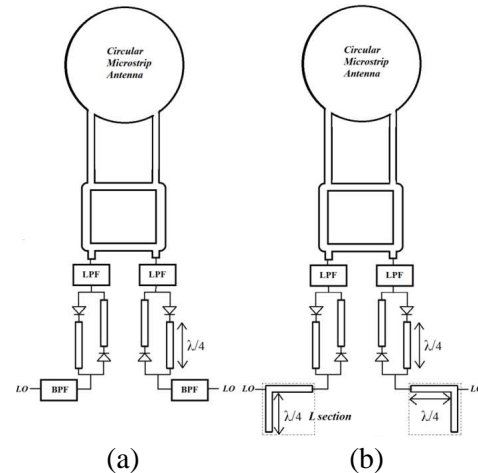 Circular
Microstrip
Antenna
LPF
LPF
λ/4
LO
BPF
BPF
LO
(a)
Circular
Microstrip
Antenna
LPF
LPF
λ/4
LO
LO
λ/4
L section
λ/4
(b)